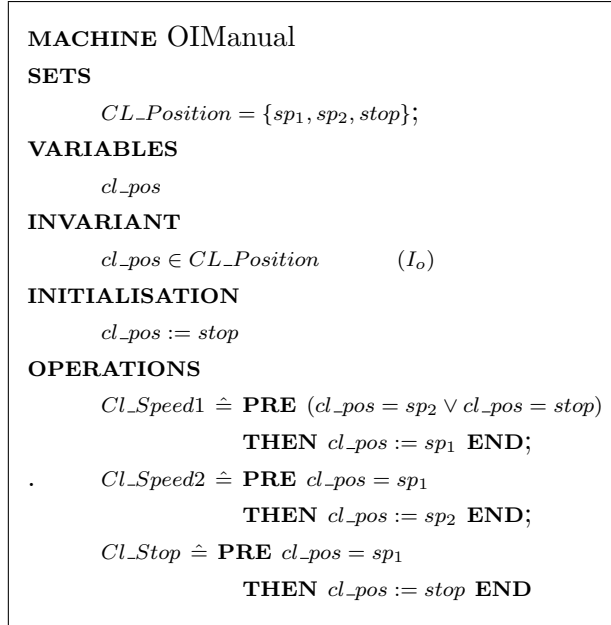 MACHINE OIManual
SETS
CL_Position = {sp₁, sp₂, stop};
VARIABLES
cl_pos
INVARIANT
cl_pos ∈ CL_Position (Iₒ)
INITIALISATION
cl_pos := stop
OPERATIONS
Cl_Speed1 ≙ PRE (cl_pos = sp₂ ∨ cl_pos = stop)
THEN cl_pos := sp₁ END;
. Cl_Speed2 ≙ PRE cl_pos = sp₁
THEN cl_pos := sp₂ END;
Cl_Stop ≙ PRE cl_pos = sp₁
THEN cl_pos := stop END